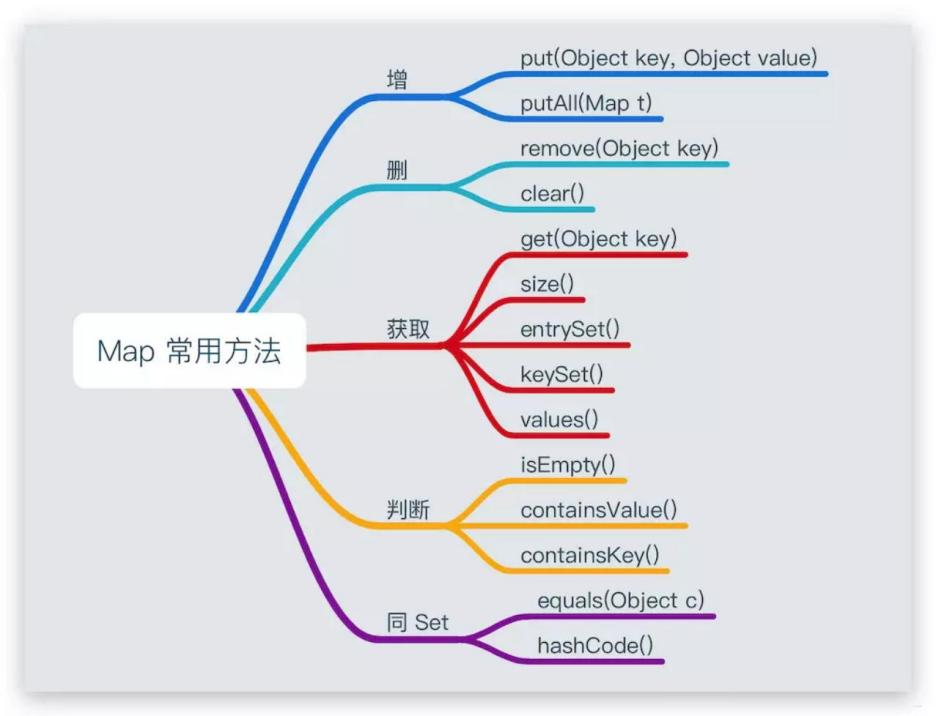 Map 常用方法
增
put(Object key, Object value)
putAll(Map t)
删
remove(Object key)
clear()
获取
get(Object key)
size()
entrySet()
keySet()
values()
判断
isEmpty()
containsValue()
containsKey()
同 Set
equals(Object c)
hashCode()